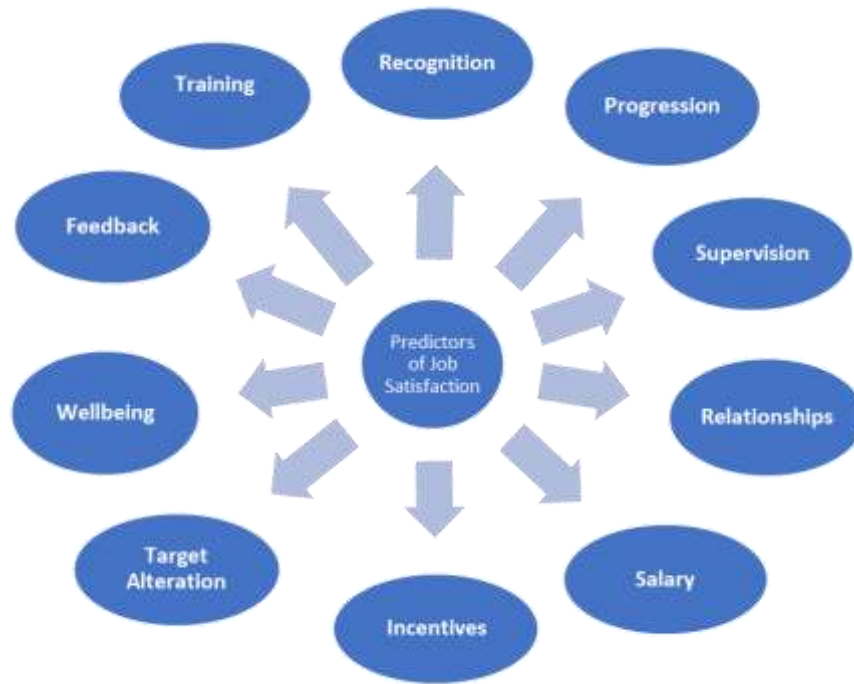 Recognition
Training
Progression
Feedback
Supervision
Predictors
of Job
Satisfaction
Wellbeing
Relationships
Target
Alteration
Salary
Incentives